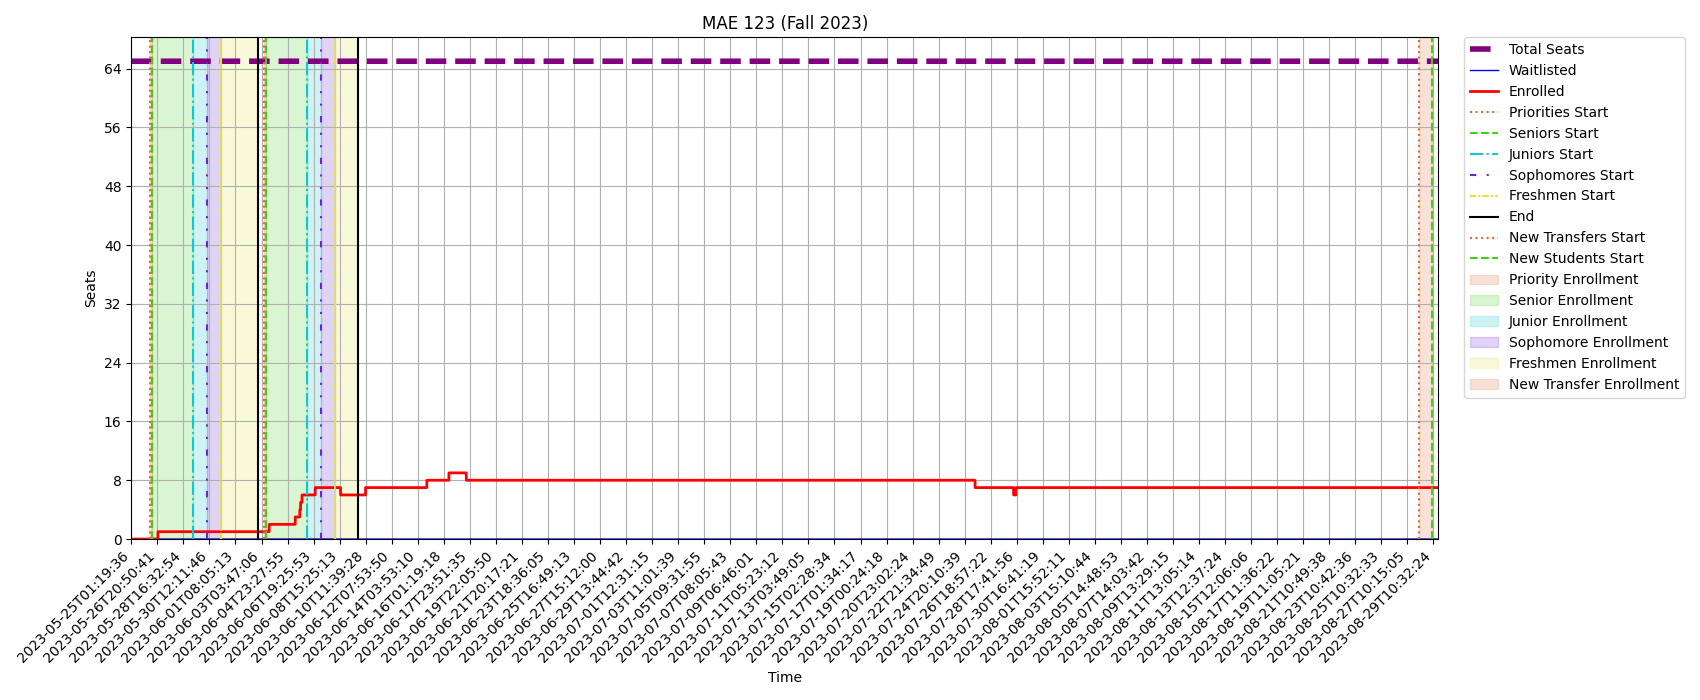 MAE 123 (Fall 2023)
Seats
64
56
48
40
32
24
16
8
0
2023-05-25T01:19:36
2023-05-26T20:50:41
2023-05-28T16:32:54
2023-05-30T12:11:46
2023-06-01T08:05:13
2023-06-03T03:47:06
2023-06-04T23:27:55
2023-06-06T19:25:53
2023-06-08T15:25:13
2023-06-10T11:39:28
2023-06-12T07:53:50
2023-06-14T04:53:10
2023-06-16T01:19:18
2023-06-17T23:51:35
2023-06-19T22:05:50
2023-06-21T20:17:21
2023-06-23T18:36:05
2023-06-25T16:49:13
2023-06-27T15:12:00
2023-06-29T13:44:42
2023-07-01T12:31:15
2023-07-03T11:01:39
2023-07-05T09:31:55
2023-07-07T08:05:43
2023-07-09T06:46:01
2023-07-11T05:23:12
2023-07-13T03:49:05
2023-07-15T02:28:34
2023-07-17T01:34:17
2023-07-19T00:24:18
2023-07-20T23:02:24
2023-07-22T21:34:49
2023-07-24T20:10:39
2023-07-26T18:57:22
2023-07-28T17:41:56
2023-07-30T16:41:19
2023-08-01T15:52:11
2023-08-03T15:10:44
2023-08-05T14:48:53
2023-08-07T14:03:42
2023-08-09T13:29:15
2023-08-11T13:05:14
2023-08-13T12:37:24
2023-08-15T12:06:06
2023-08-17T11:36:22
2023-08-19T11:05:21
2023-08-21T10:49:38
2023-08-23T10:42:36
2023-08-25T10:32:33
2023-08-27T10:15:05
2023-08-29T10:32:24
Time
Total Seats
Waitlisted
Enrolled
Priorities Start
Seniors Start
Juniors Start
Sophomores Start
Freshmen Start
End
New Transfers Start
New Students Start
Priority Enrollment
Senior Enrollment
Junior Enrollment
Sophomore Enrollment
Freshmen Enrollment
New Transfer Enrollment